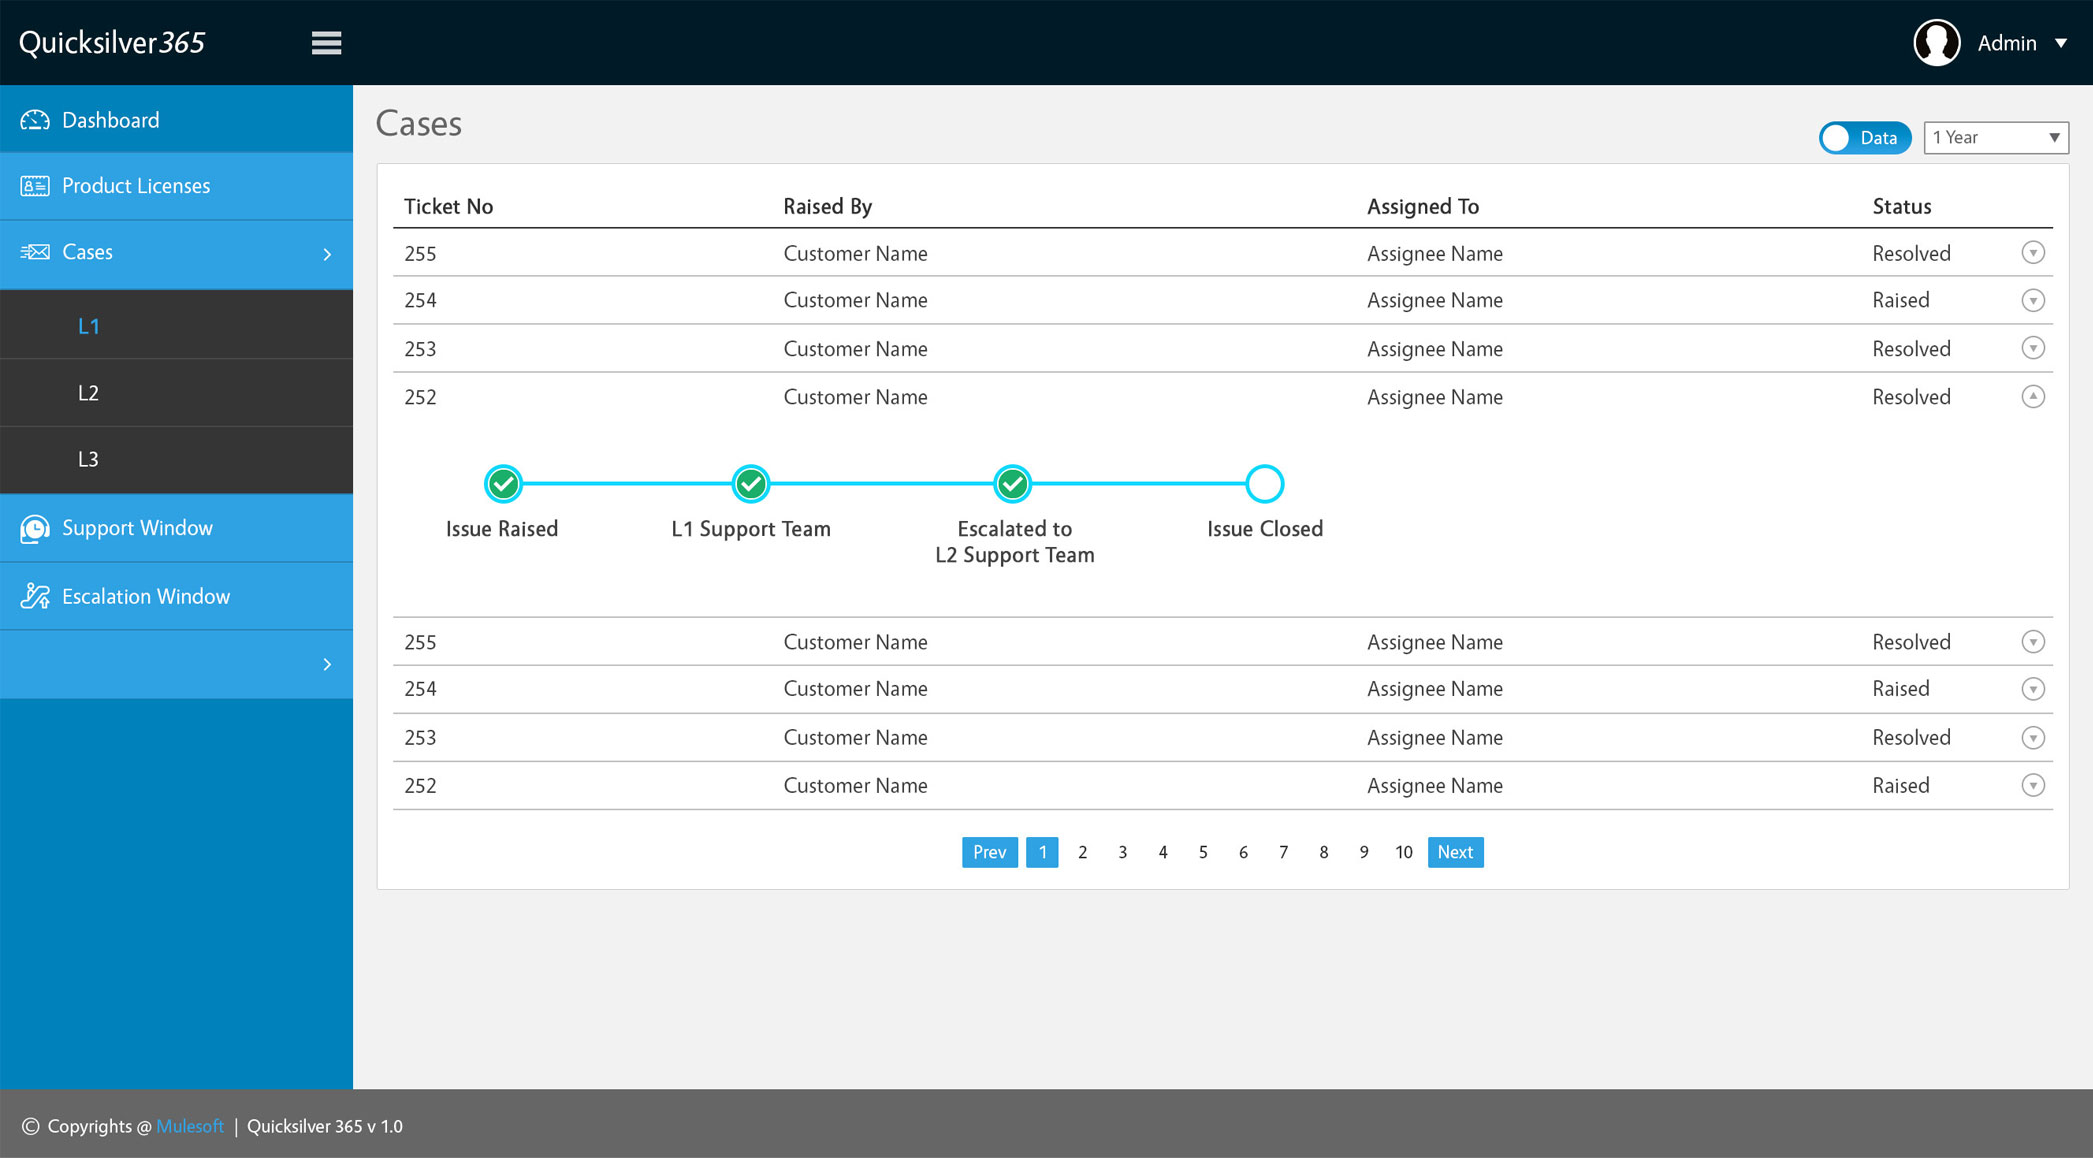 Quicksilver365
Admin
Dashboard
Product Licenses
Cases
L1
L2
L3
Support Window
Escalation Window
Cases
Data
1 Year
Ticket No Raised By Assigned To Status
255 Customer Name Assignee Name Resolved
254 Customer Name Assignee Name Raised
253 Customer Name Assignee Name Resolved
252 Customer Name Assignee Name Resolved
Issue Raised L1 Support Team Escalated to Issue Closed
L2 Support Team
255 Customer Name Assignee Name Resolved
254 Customer Name Assignee Name Raised
253 Customer Name Assignee Name Resolved
252 Customer Name Assignee Name Raised
Prev 1 2 3 4 5 6 7 8 9 10 Next
© Copyrights @ Mulesoft | Quicksilver 365 v 1.0